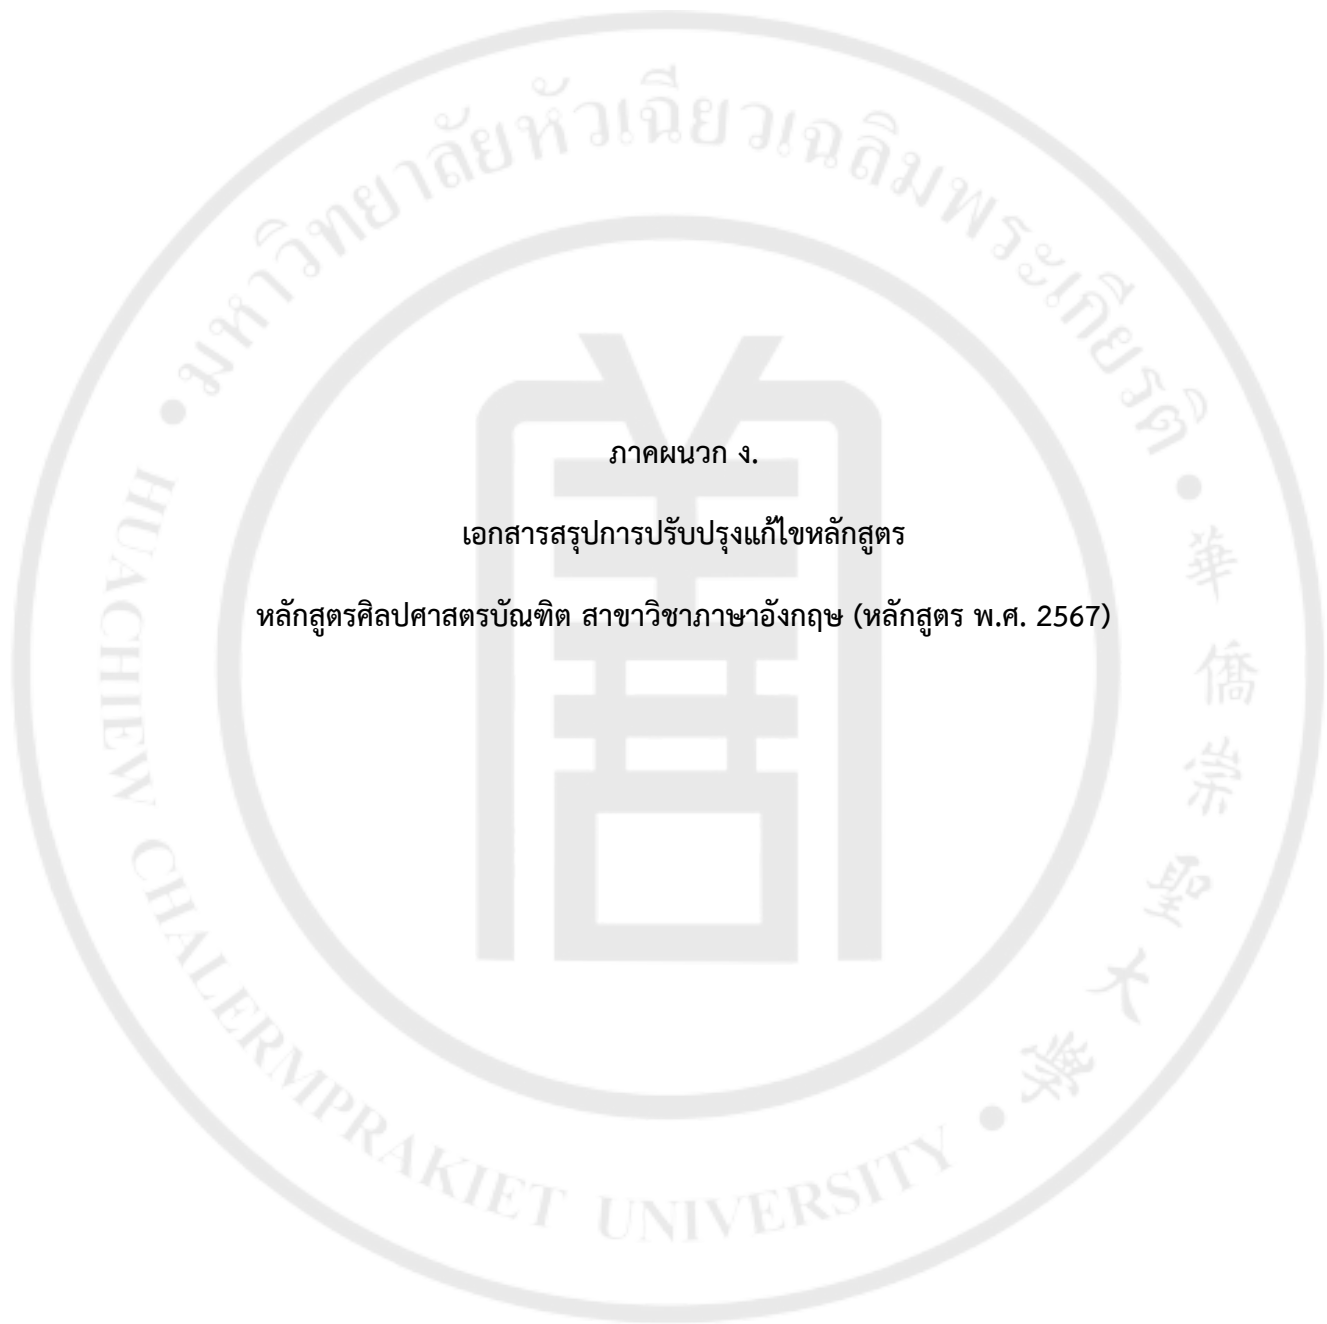 มหาวิทยาลัยหัวเฉียวเฉลิมพระเกียรติ
ภาคผนวก ง.
เอกสารสรุปการปรับปรุงแก้ไขหลักสูตร
หลักสูตรศิลปศาสตรบัณฑิต สาขาวิชาภาษาอังกฤษ (หลักสูตร พ.ศ. 2567)
華僑崇聖大學
HUACHIEW CHALERMPRAKIET UNIVERSITY